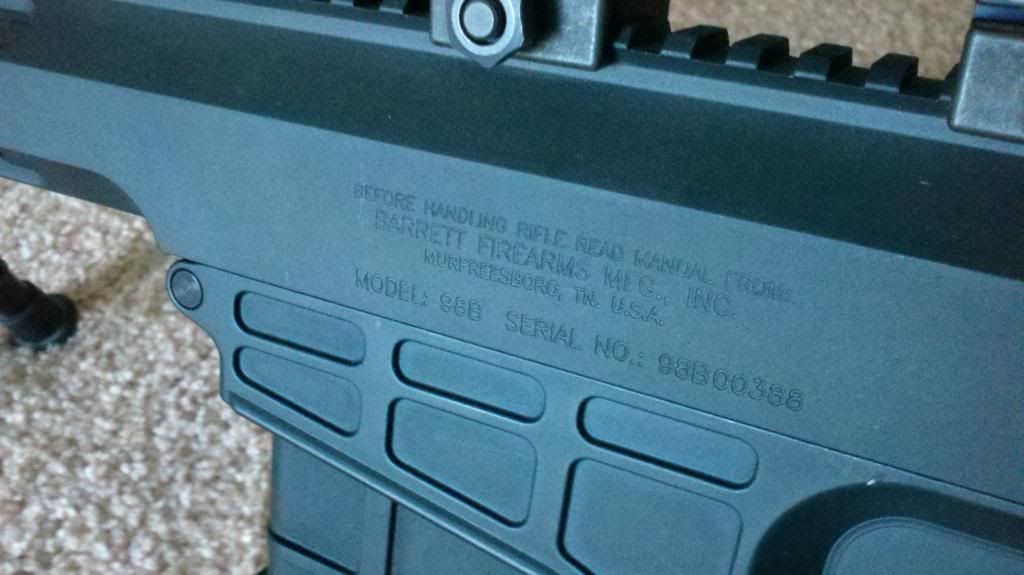 BEFORE HANDLING RIFLE READ MANUAL FROM:
BARRETT FIREARMS MFG., INC.
MURFREESBORO, TN. U.S.A.
MODEL: 98B SERIAL NO.: 98B00388